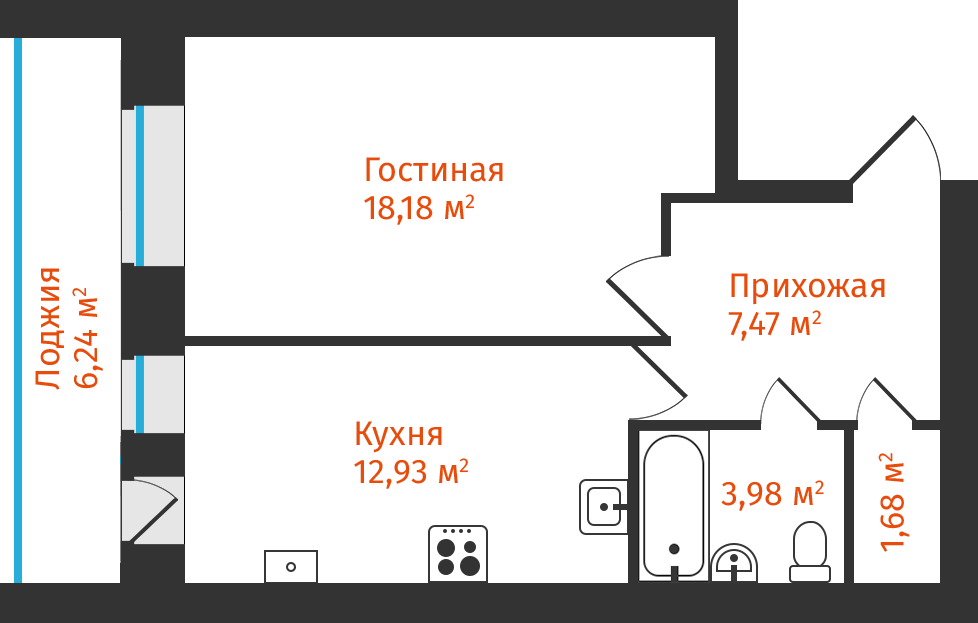 Гостиная
18,18 м²
Прихожая
7,47 м²
Лоджия
6,24 м²
Кухня
12,93 м²
3,98 м²
1,68 м²